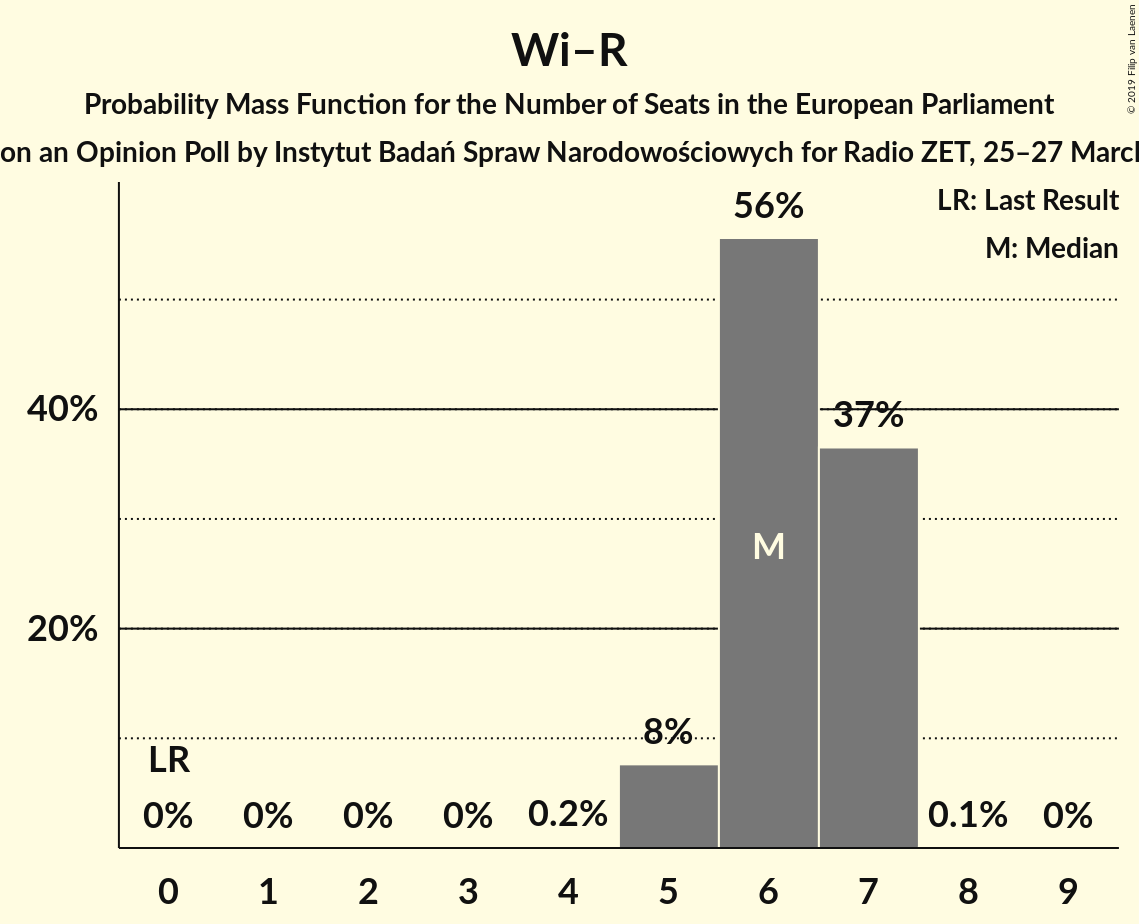 Wi–R
Probability Mass Function for the Number of Seats in the European Parliament
on an Opinion Poll by Instytut Badań Spraw Narodowościowych for Radio ZET, 25–27 March
© 2019 Filip van Laenen
LR: Last Result
M: Median
56%
40%
37%
M
20%
8%
LR
0% 0% 0% 0% 0.2% 0.1% 0%
0 1 2 3 4 5 6 7 8 9